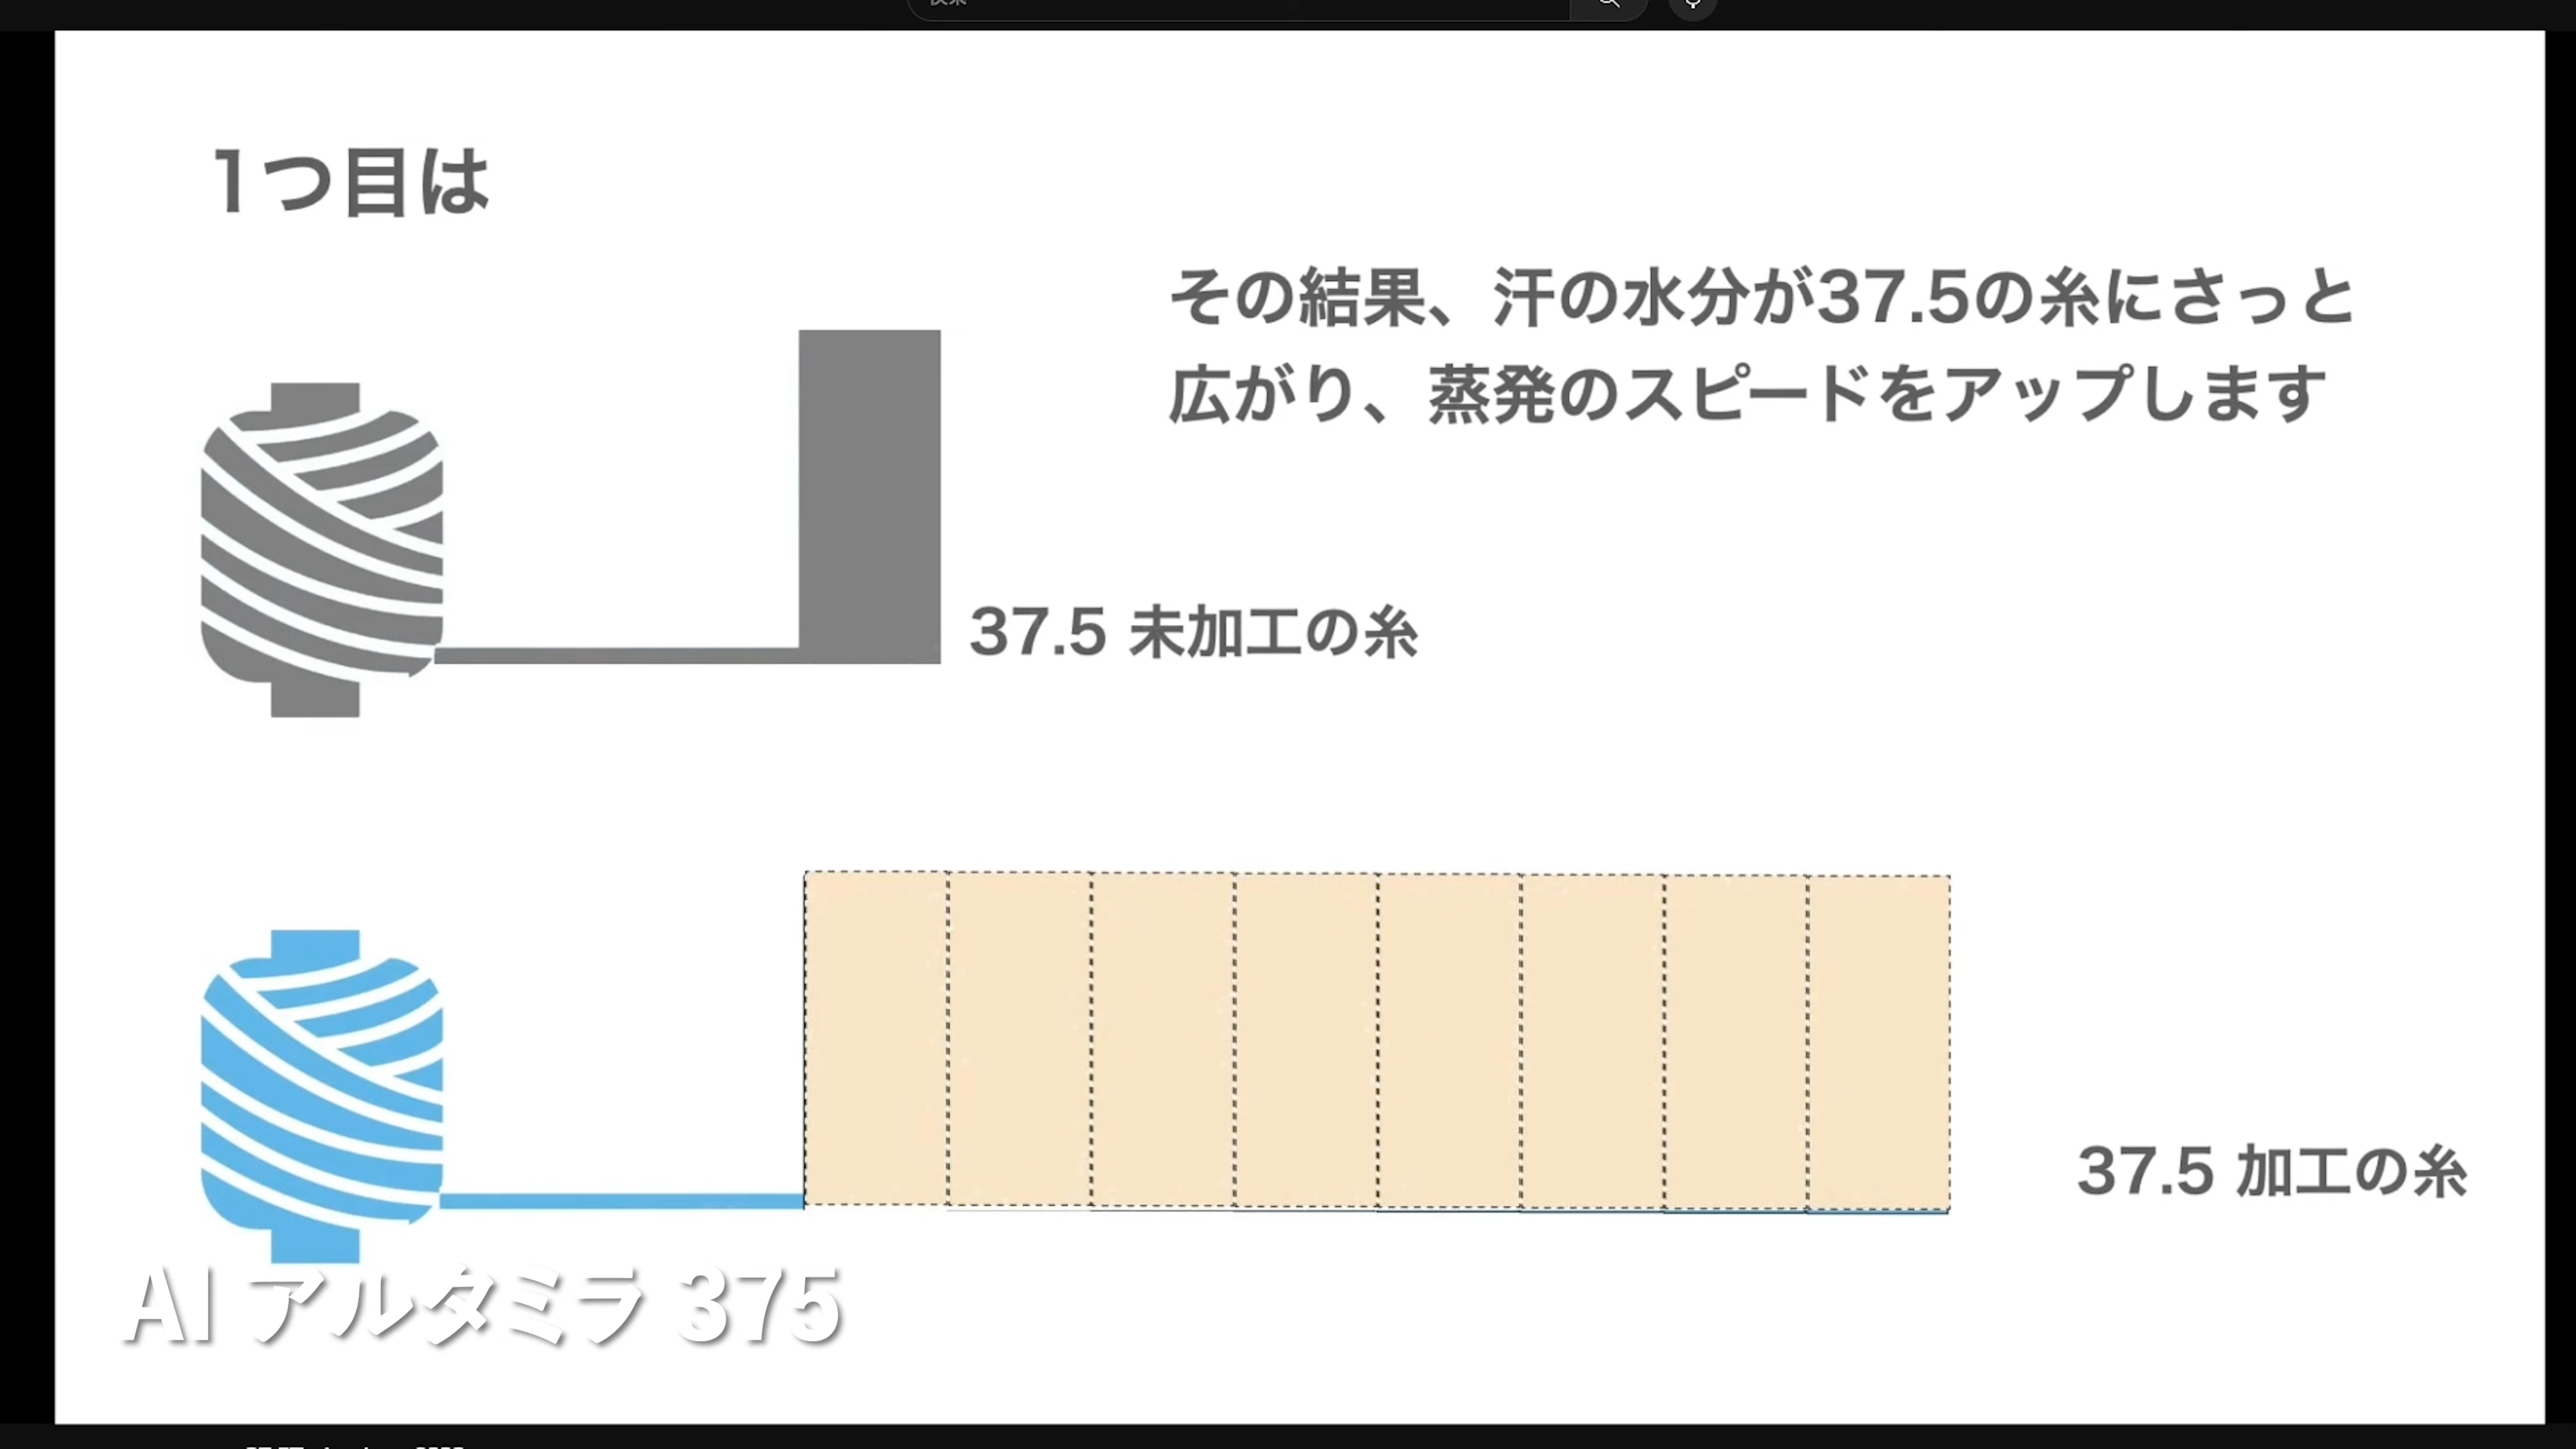 1つ目は
その結果、汗の水分が37.5の糸にさっと
広がり、蒸発のスピードをアップします
37.5 未加工の糸
37.5 加工の糸
AI アルタミラ 375